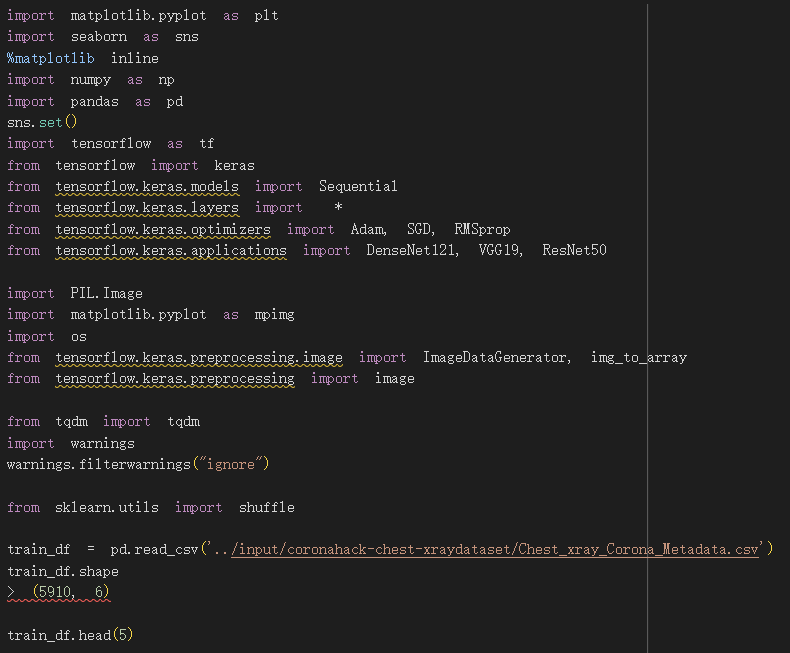 import matplotlib.pyplot as plt
import seaborn as sns
%matplotlib inline
import numpy as np
import pandas as pd
sns.set()
import tensorflow as tf
from tensorflow import keras
from tensorflow.keras.models import Sequential
from tensorflow.keras.layers import *
from tensorflow.keras.optimizers import Adam, SGD, RMSprop
from tensorflow.keras.applications import DenseNet121, VGG19, ResNet50
import PIL.Image
import matplotlib.pyplot as mpimg
import os
from tensorflow.keras.preprocessing.image import ImageDataGenerator, img_to_array
from tensorflow.keras.preprocessing import image
from tqdm import tqdm
import warnings
warnings.filterwarnings("ignore")
from sklearn.utils import shuffle
train_df = pd.read_csv('../input/coronahack-chest-xraydataset/Chest_xray_Corona_Metadata.csv')
train_df.shape
> (5910, 6)
train_df.head(5)